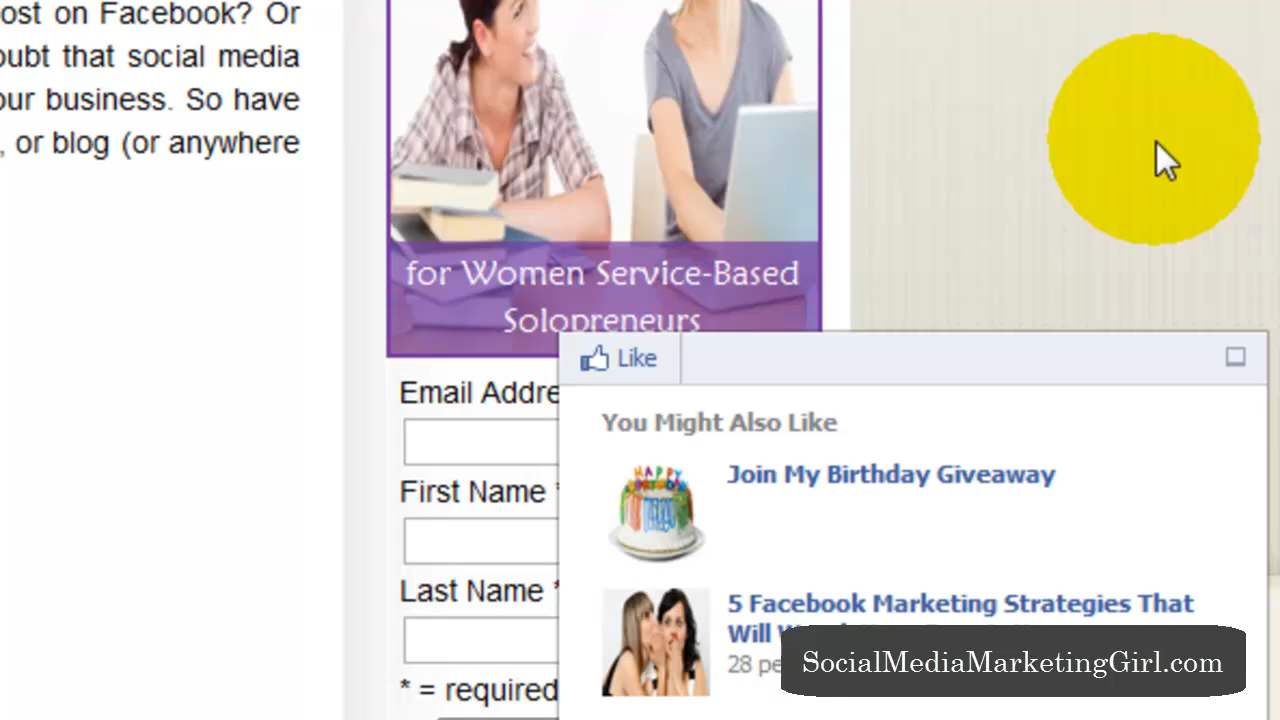 ost on Facebook? Or
oubt that social media
our business. So have
, or blog (or anywhere
for Women Service-Based
Solopreneurs
Email Addre
First Name *
Last Name *
* = required
Like
You Might Also Like
Join My Birthday Giveaway
5 Facebook Marketing Strategies That
Will
28 pe
SocialMediaMarketingGirl.com